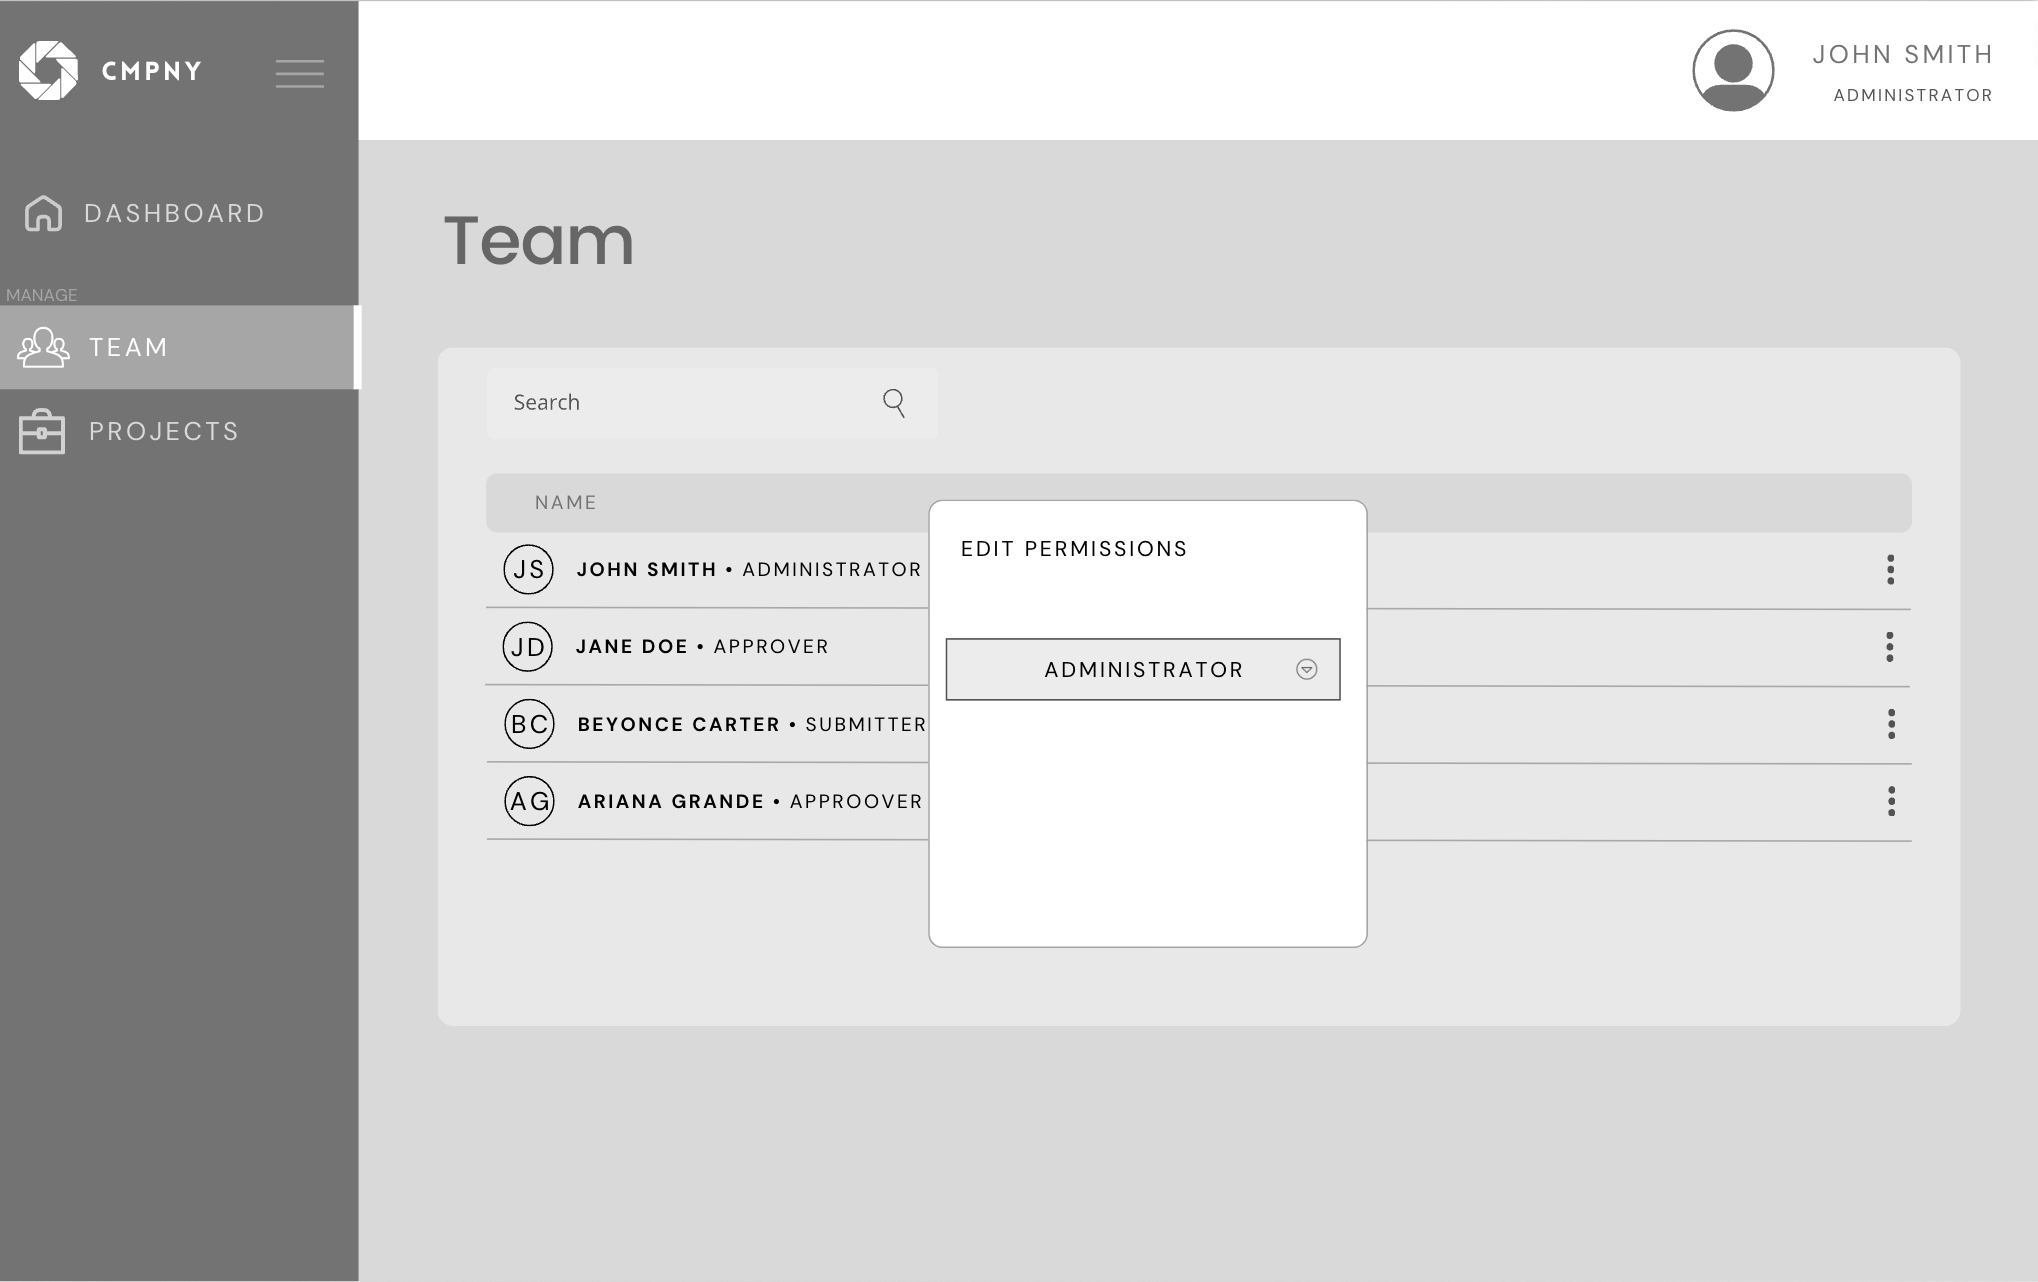 CMPNY
JOHN SMITH
ADMINISTRATOR
DASHBOARD
MANAGE
TEAM
PROJECTS
Team
Search
NAME
JS JOHN SMITH • ADMINISTRATOR
JD JANE DOE • APPROVER
BC BEYONCE CARTER • SUBMITTER
AG ARIANA GRANDE • APPROOVER
EDIT PERMISSIONS
ADMINISTRATOR